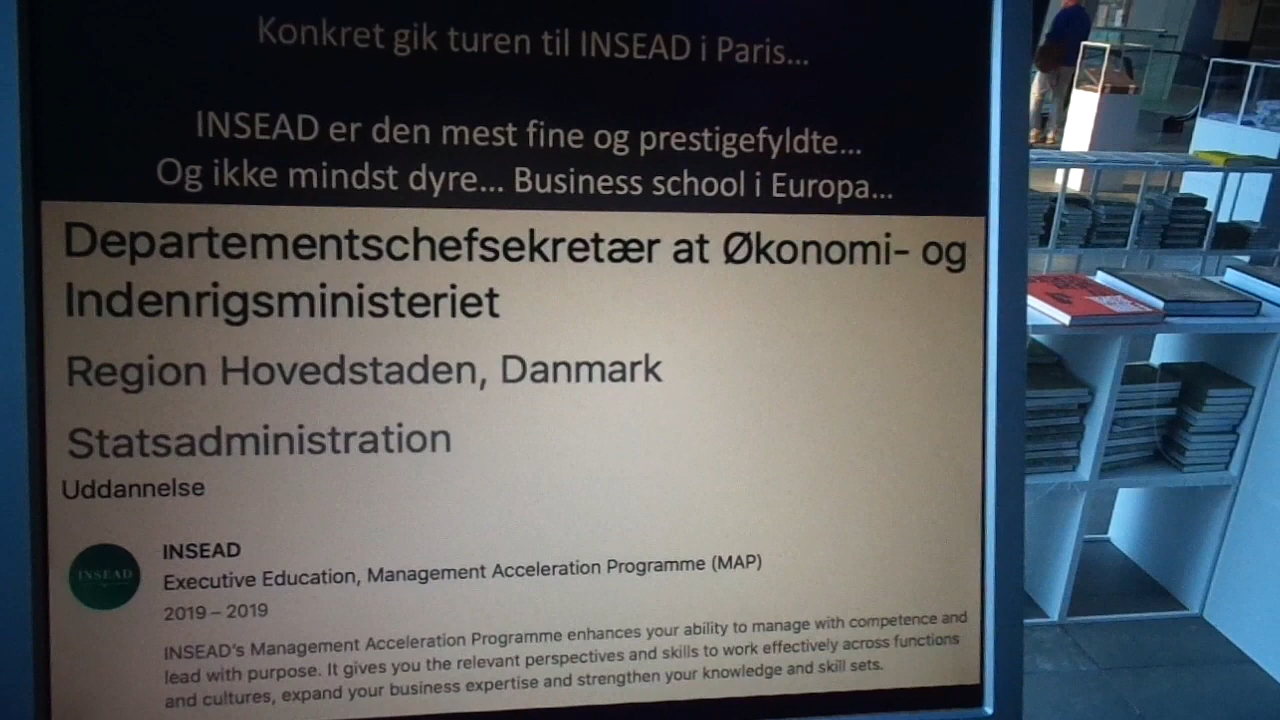 Konkret gik turen til INSEAD i Paris...
INSEAD er den mest fine og prestigefyldte...
Og ikke mindst dyre... Business school i Europa...
Departementschefsekretær at Økonomi- og
Indenrigsministeriet
Region Hovedstaden, Danmark
Statsadministration
Uddannelse
INSEAD
INSEAD
Executive Education, Management Acceleration Programme (MAP)
2019 – 2019
INSEAD's Management Acceleration Programme enhances your ability to manage with competence and
lead with purpose. It gives you the relevant perspectives and skills to work effectively across functions
and cultures, expand your business expertise and strengthen your knowledge and skill sets.